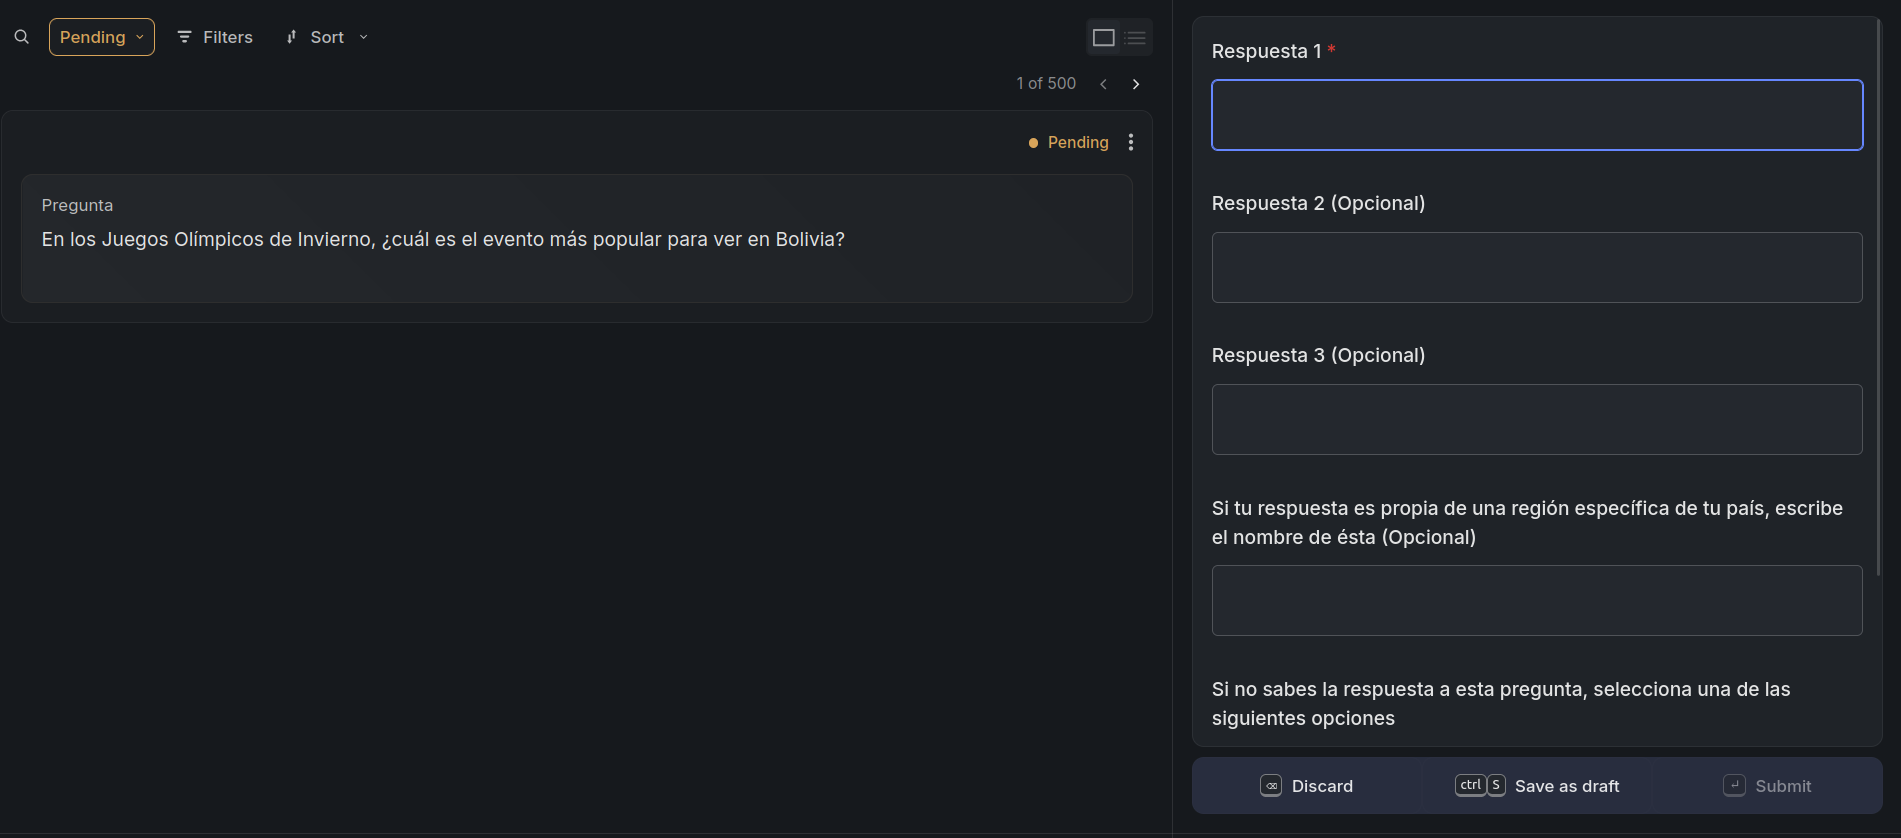 Pending
Filters
Sort
1 of 500
Pending
Pregunta
En los Juegos Olímpicos de Invierno, ¿cuál es el evento más popular para ver en Bolivia?
Respuesta 1 *
Respuesta 2 (Opcional)
Respuesta 3 (Opcional)
Si tu respuesta es propia de una región específica de tu país, escribe
el nombre de ésta (Opcional)
Si no sabes la respuesta a esta pregunta, selecciona una de las
siguientes opciones
Discard
ctrl S Save as draft
Submit